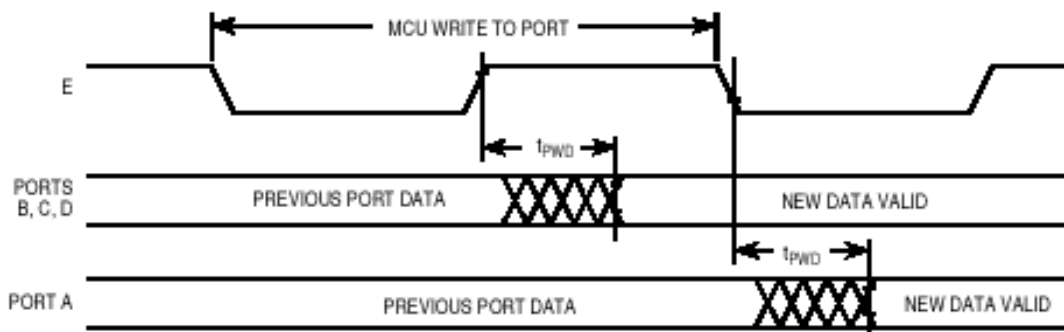 MCU WRITE TO PORT
E
tPWD
PORTS
B, C, D
PREVIOUS PORT DATA
NEW DATA VALID
tPWD
PORT A
PREVIOUS PORT DATA
NEW DATA VALID